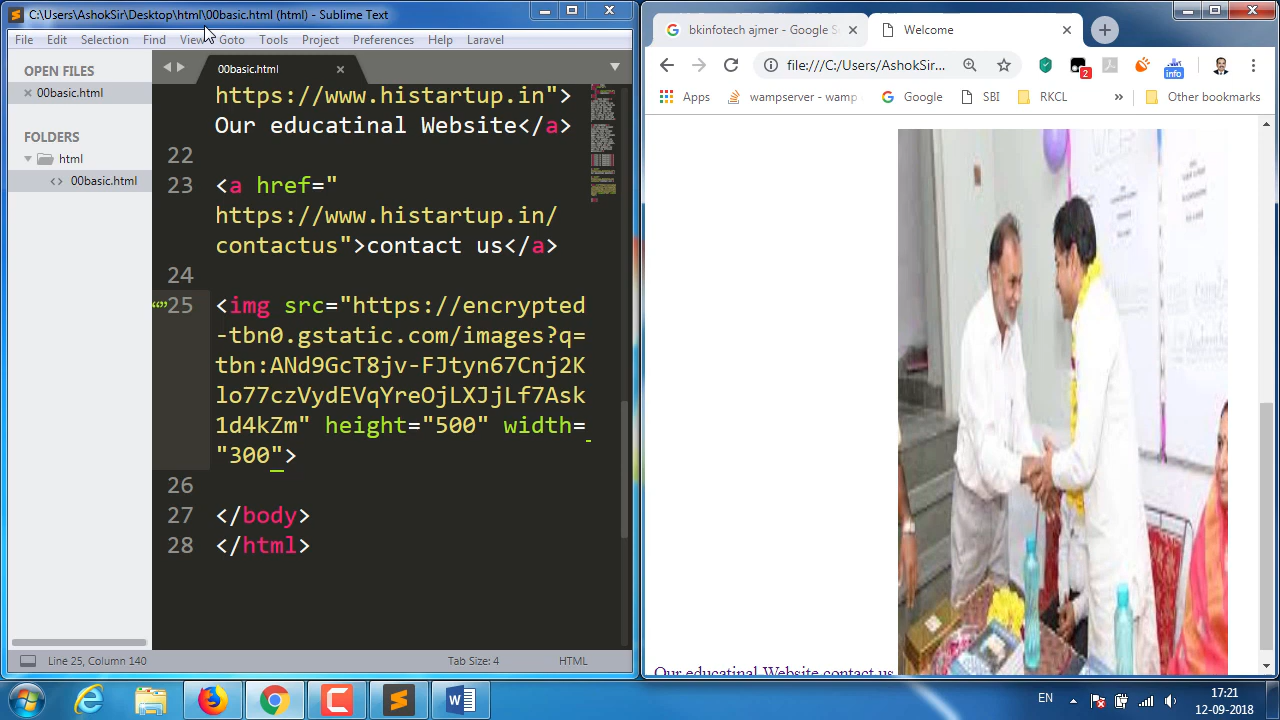 C:\Users\AshokSir\Desktop\html\00basic.html (html) - Sublime Text
File Edit Selection Find View Goto Tools Project Preferences Help Laravel
OPEN FILES
00basic.html
FOLDERS
html
00basic.html
00basic.html
https://www.histartup.in">
Our educatinal Website</a>
22
23 <a href="
https://www.histartup.in/
contactus">contact us</a>
24
25 <img src="https://encrypted
-tbn0.gstatic.com/images?q=
tbn:ANd9GcT8jv-FJtyn67Cnj2K
lo77czVydEVqYreOjLXJjLf7Ask
1d4kZm" height="500" width=
"300">
26
27 </body>
28 </html>
Line 25, Column 140 Tab Size: 4 HTML
bkinfotech ajmer - Google S
Welcome
file:///C:/Users/AshokSir...
2
info
Apps wampserver - wamp Google SBI RKCL » Other bookmarks
Our educatinal Website contact us
EN
17:21
12-09-2018